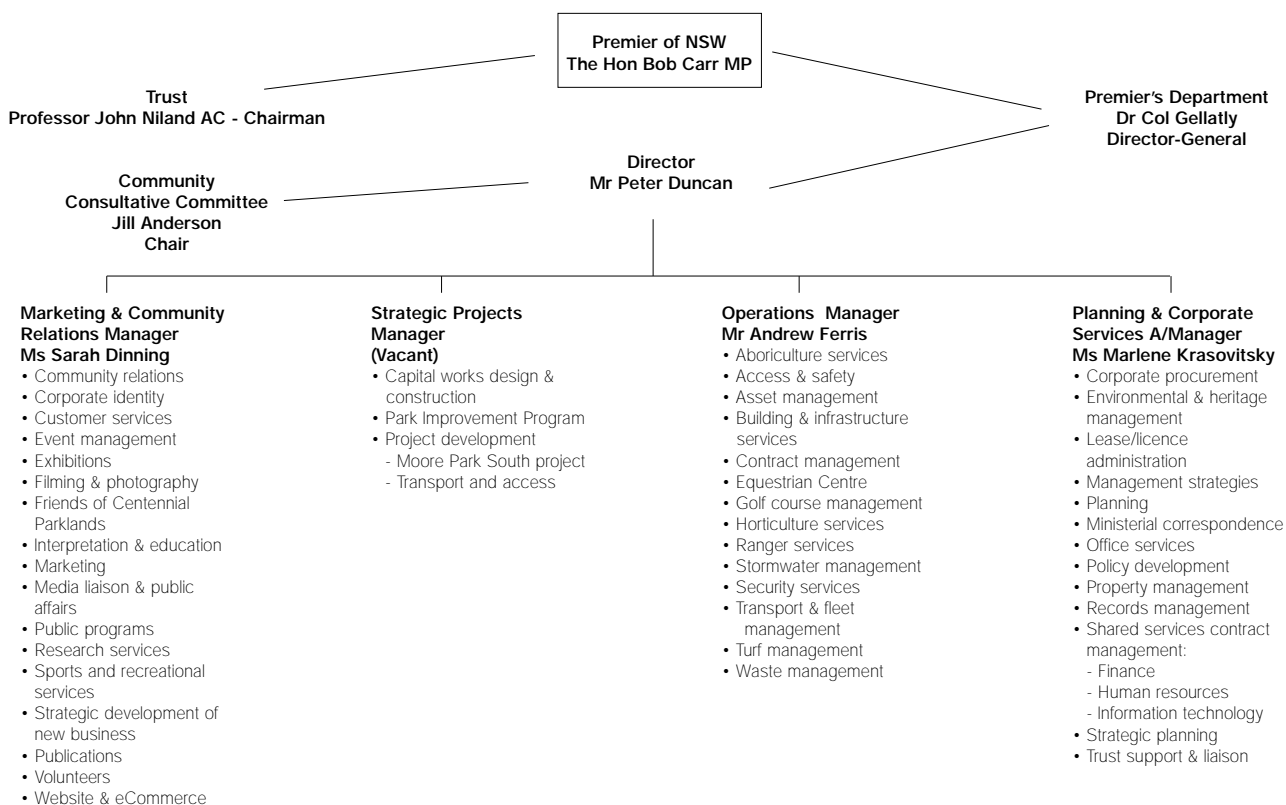 Premier of NSW
The Hon Bob Carr MP
Trust
Professor John Niland AC - Chairman
Premier's Department
Dr Col Gellatly
Director-General
Director
Mr Peter Duncan
Community
Consultative Committee
Jill Anderson
Chair
Marketing & Community
Relations Manager
Ms Sarah Dinning
• Community relations
• Corporate identity
• Customer services
• Event management
• Exhibitions
• Filming & photography
• Friends of Centennial
Parklands
• Interpretation & education
• Marketing
• Media liaison & public
affairs
• Public programs
• Research services
• Sports and recreational
services
• Strategic development of
new business
• Publications
• Volunteers
• Website & eCommerce
Strategic Projects
Manager
(Vacant)
• Capital works design &
construction
• Park Improvement Program
• Project development
- Moore Park South project
- Transport and access
Operations Manager
Mr Andrew Ferris
• Aboriculture services
• Access & safety
• Asset management
• Building & infrastructure
services
• Contract management
• Equestrian Centre
• Golf course management
• Horticulture services
• Ranger services
• Stormwater management
• Security services
• Transport & fleet
management
• Turf management
• Waste management
Planning & Corporate
Services A/Manager
Ms Marlene Krasovitsky
• Corporate procurement
• Environmental & heritage
management
• Lease/licence
administration
• Management strategies
• Planning
• Ministerial correspondence
• Office services
• Policy development
• Property management
• Records management
• Shared services contract
management:
- Finance
- Human resources
- Information technology
• Strategic planning
• Trust support & liaison